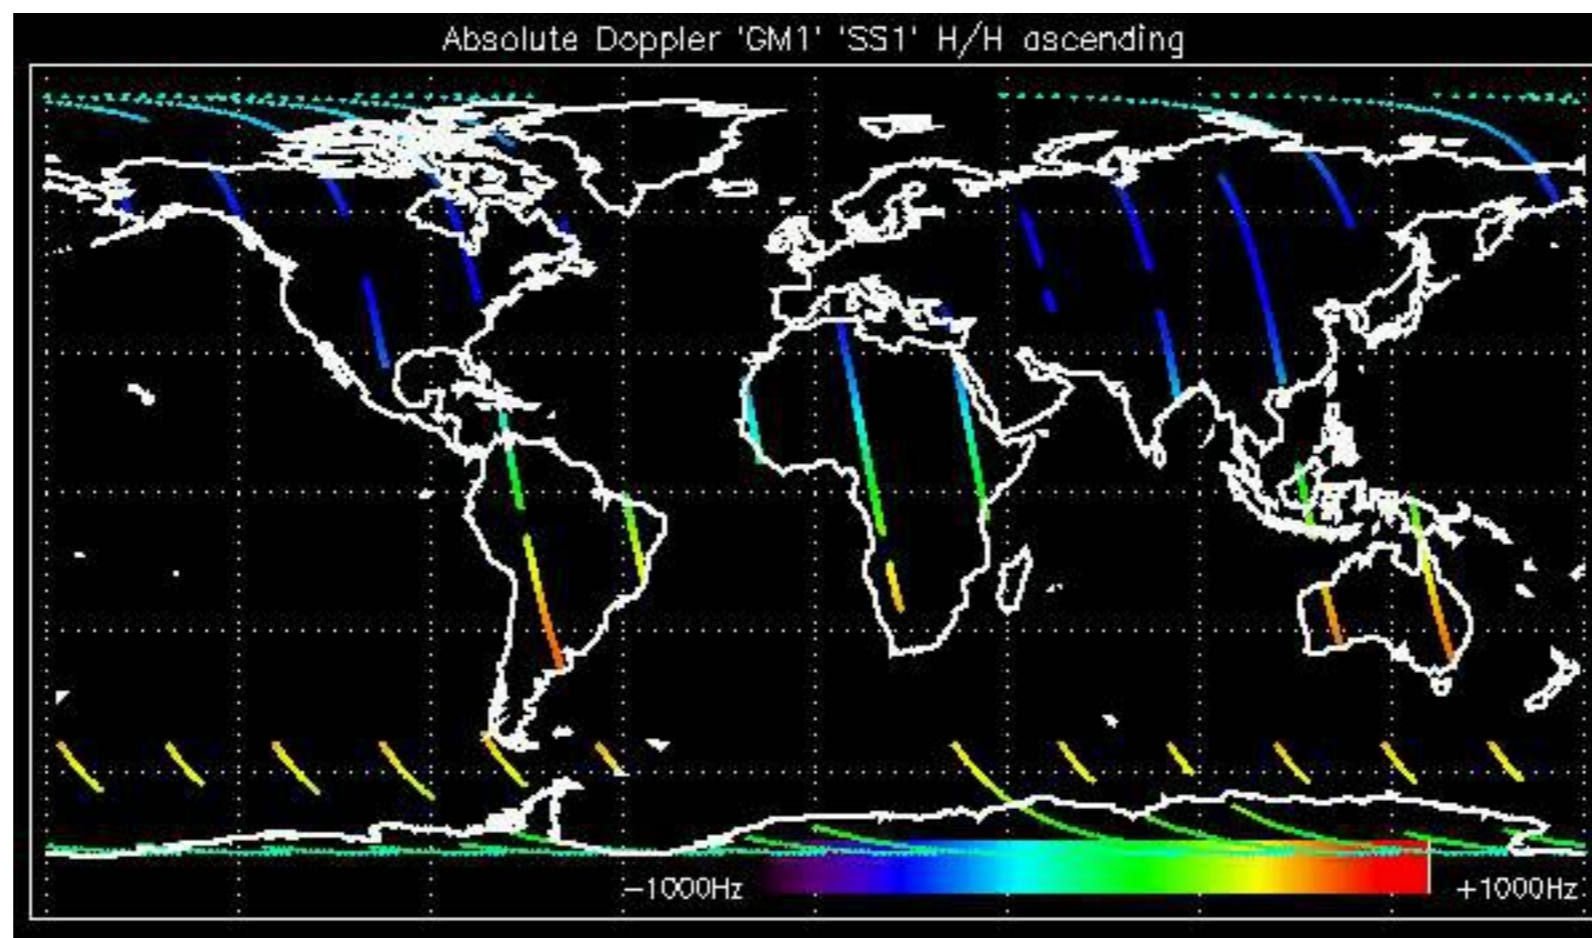 Absolute Doppler 'GM1' 'SS1' H/H ascending
−1000Hz +1000Hz